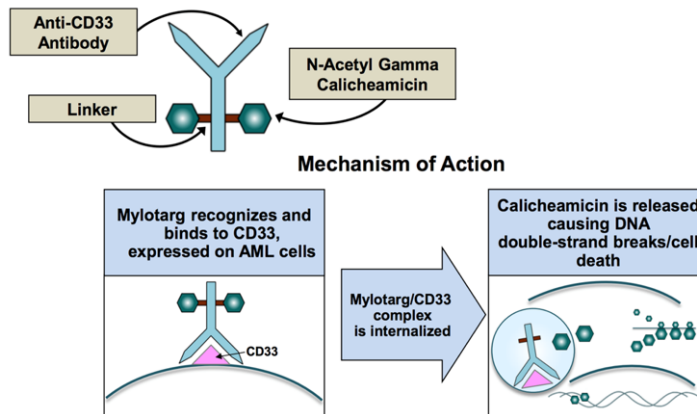 Anti-CD33
Antibody
N-Acetyl Gamma
Calicheamicin
Linker
Mechanism of Action
Mylotarg recognizes and
binds to CD33,
expressed on AML cells
CD33
Mylotarg/CD33
complex
is internalized
Calicheamicin is released
causing DNA
double-strand breaks/cell
death